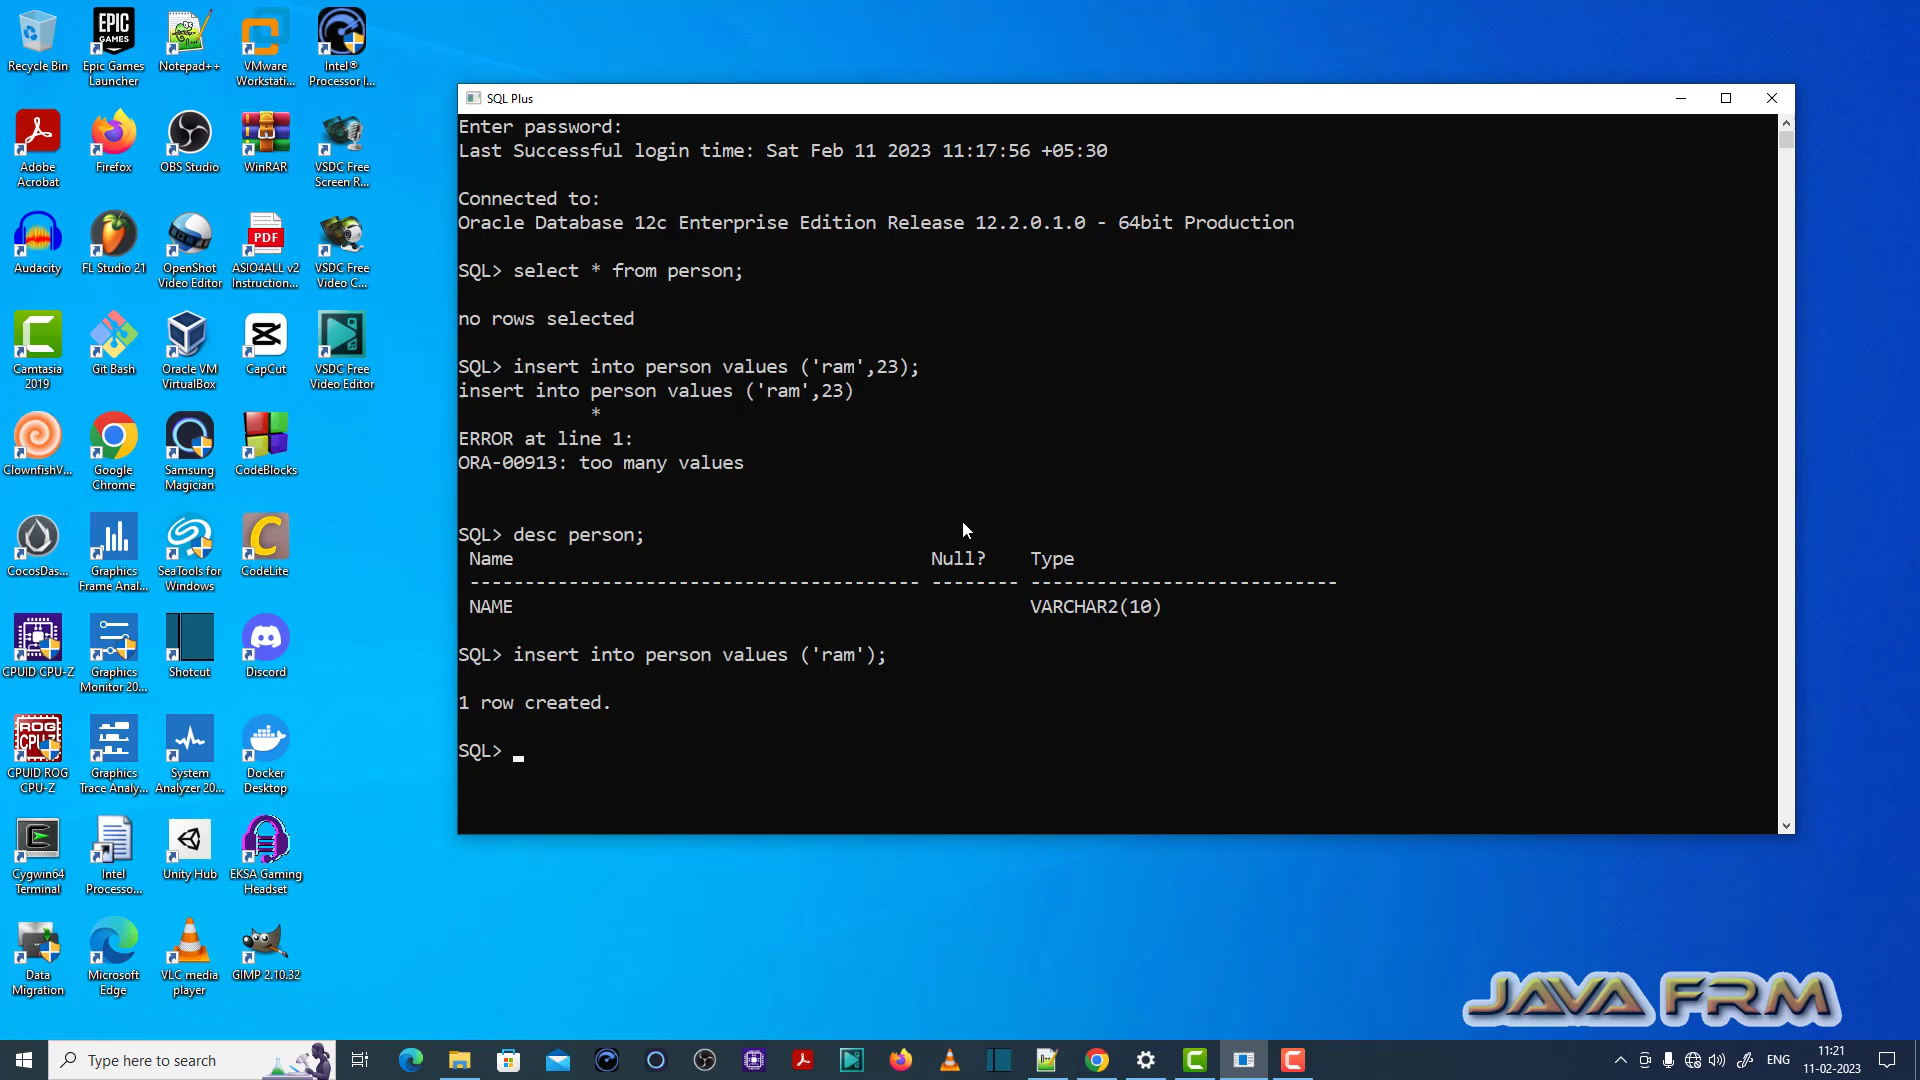 Recycle Bin
Epic Games
Launcher
Notepad++
VMware
Workstati...
Intel®
Processor I...
Adobe
Acrobat
Firefox
OBS Studio
WinRAR
VSDC Free
Screen R...
Audacity
FL Studio 21
OpenShot
Video Editor
ASIO4ALL v2
Instruction...
VSDC Free
Video C...
Camtasia
2019
Git Bash
Oracle VM
VirtualBox
CapCut
VSDC Free
Video Editor
ClownfishV...
Google
Chrome
Samsung
Magician
CodeBlocks
CocosDas...
Graphics
Frame Anal...
SeaTools for
Windows
CodeLite
CPUID CPU-Z
Graphics
Monitor 20...
Shotcut
Discord
CPUID ROG
CPU-Z
Graphics
Trace Analy...
System
Analyzer 20...
Docker
Desktop
Cygwin64
Terminal
Intel
Processo...
Unity Hub
EKSA Gaming
Headset
Data
Migration
Microsoft
Edge
VLC media
player
GIMP 2.10.32
SQL Plus
Enter password:
Last Successful login time: Sat Feb 11 2023 11:17:56 +05:30
Connected to:
Oracle Database 12c Enterprise Edition Release 12.2.0.1.0 - 64bit Production
SQL> select * from person;
no rows selected
SQL> insert into person values ('ram',23);
insert into person values ('ram',23)
*
ERROR at line 1:
ORA-00913: too many values
SQL> desc person;
Name Null? Type
----------------------------------------- -------- ----------------------------
NAME VARCHAR2(10)
SQL> insert into person values ('ram');
1 row created.
SQL>
JAVA FRM
Type here to search
ENG
11:21
11-02-2023